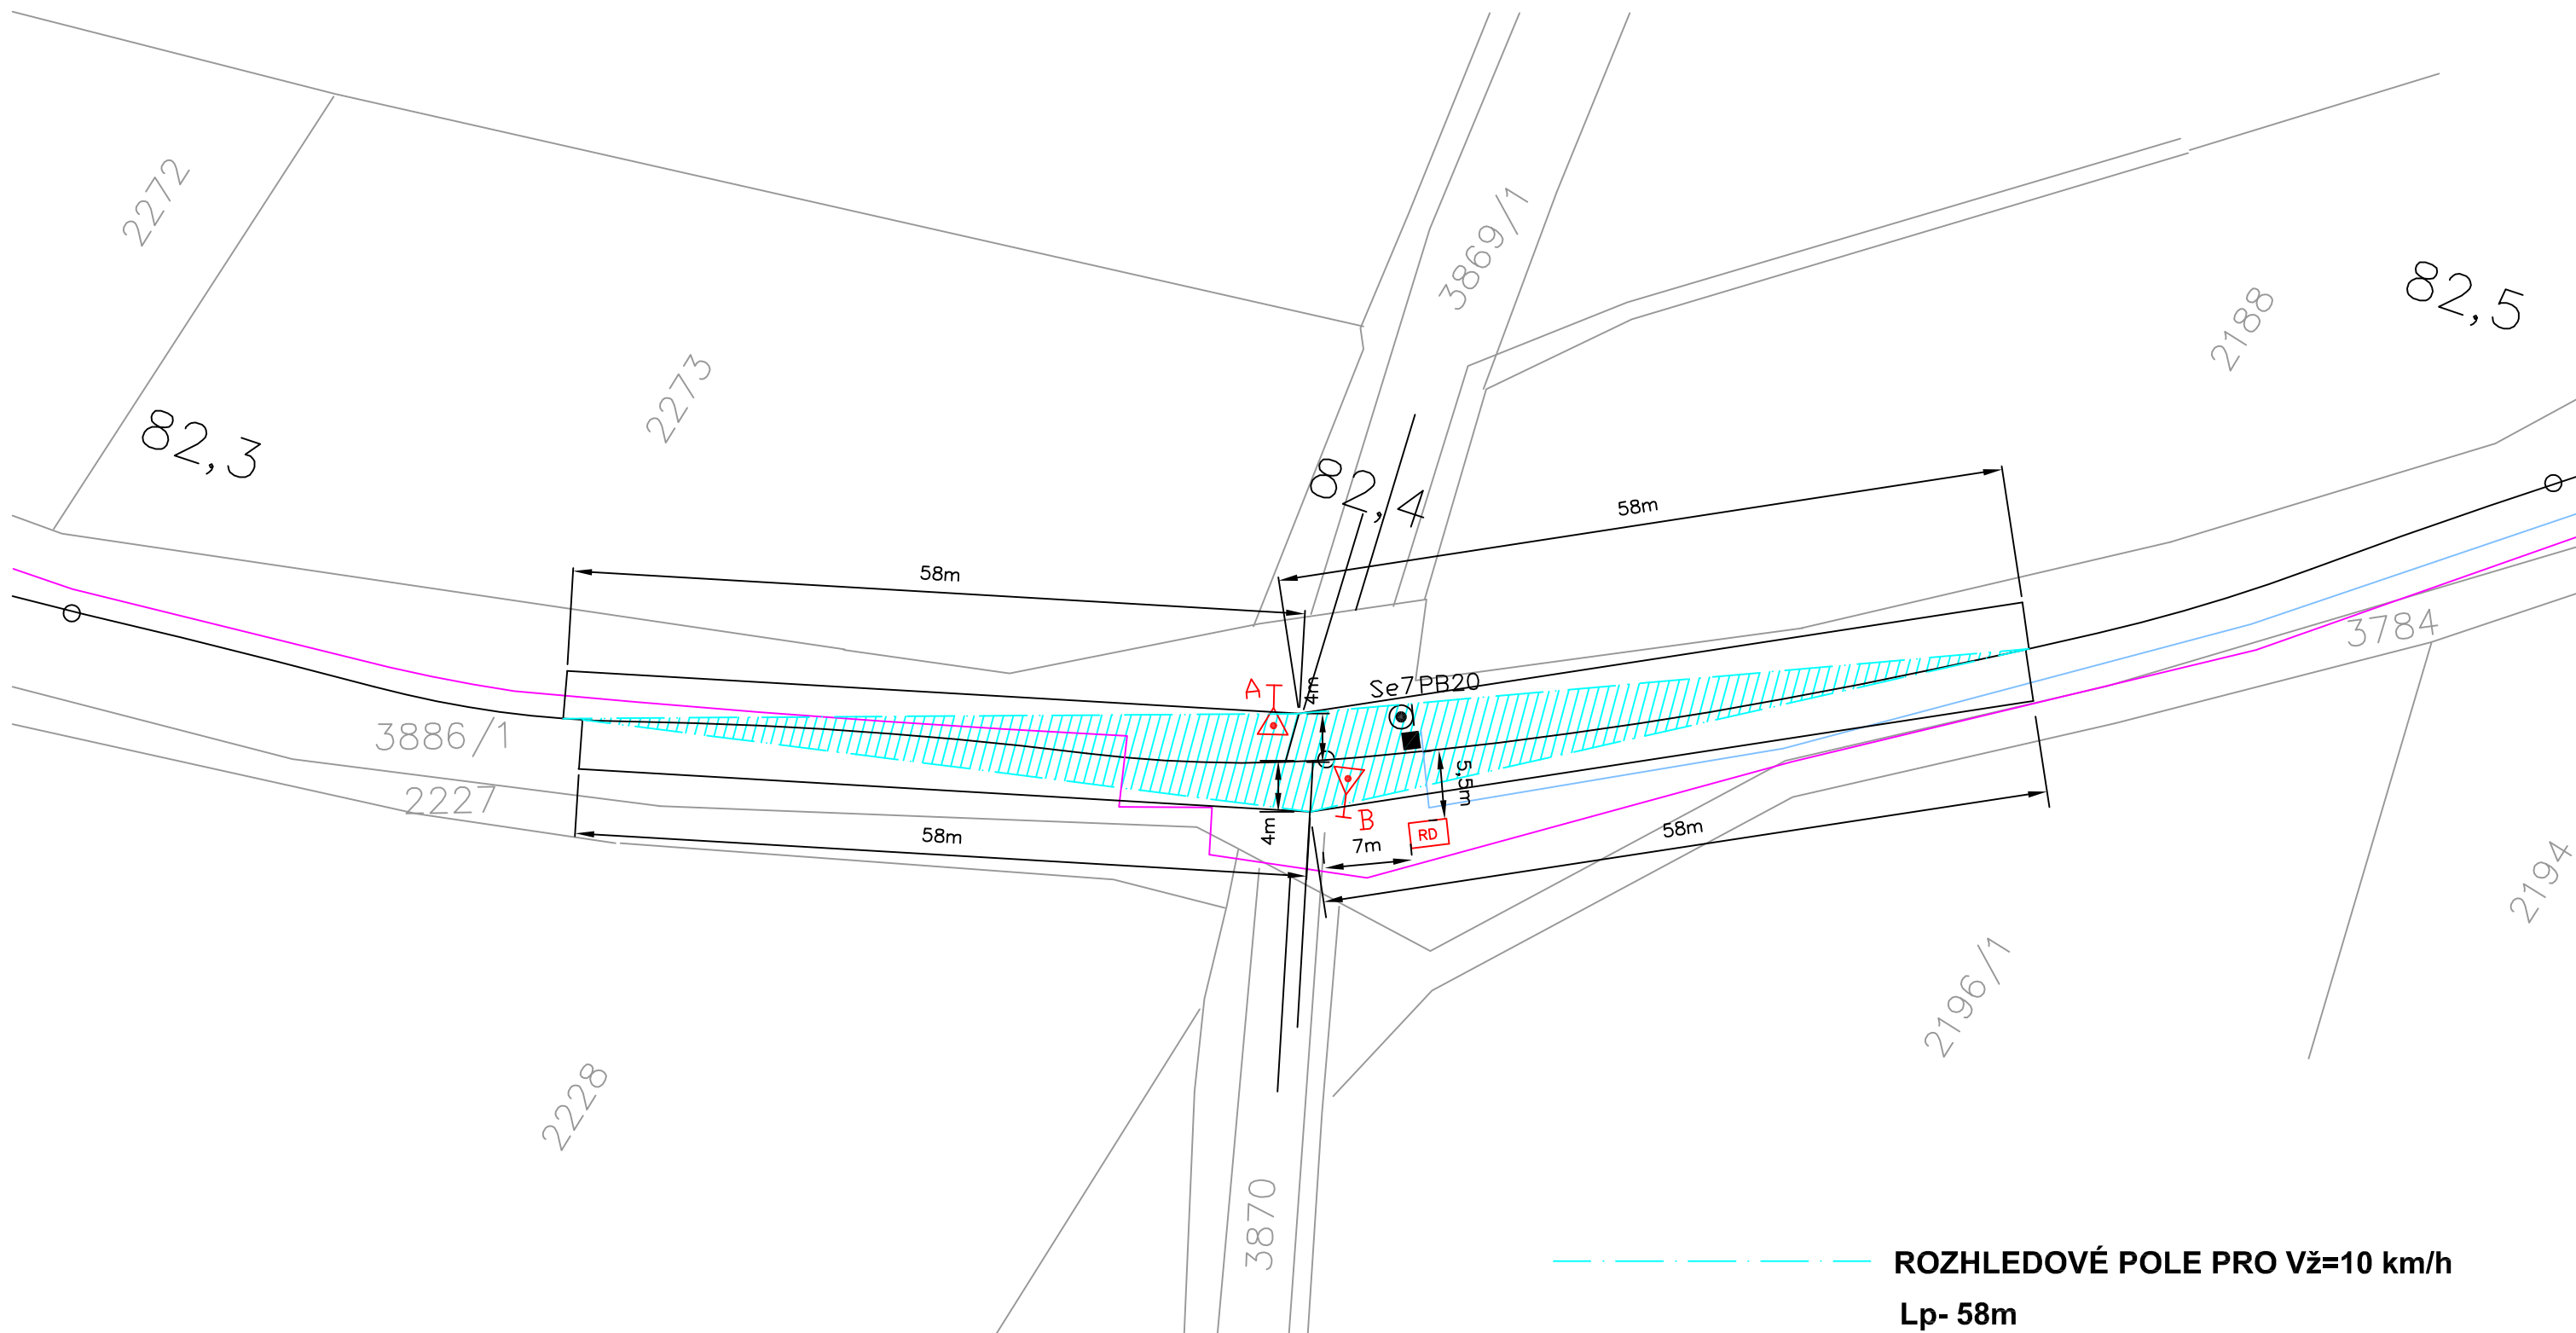 2272
3869/1
82,5
2188
2273
82,3
82,4
58m
58m
3784
A
4m
Se7PB20
3886/1
2227
5,5m
B
4m
RD
58m
7m
58m
2194
2196/1
2228
3870
ROZHLEDOVÉ POLE PRO Vž=10 km/h
Lp- 58m